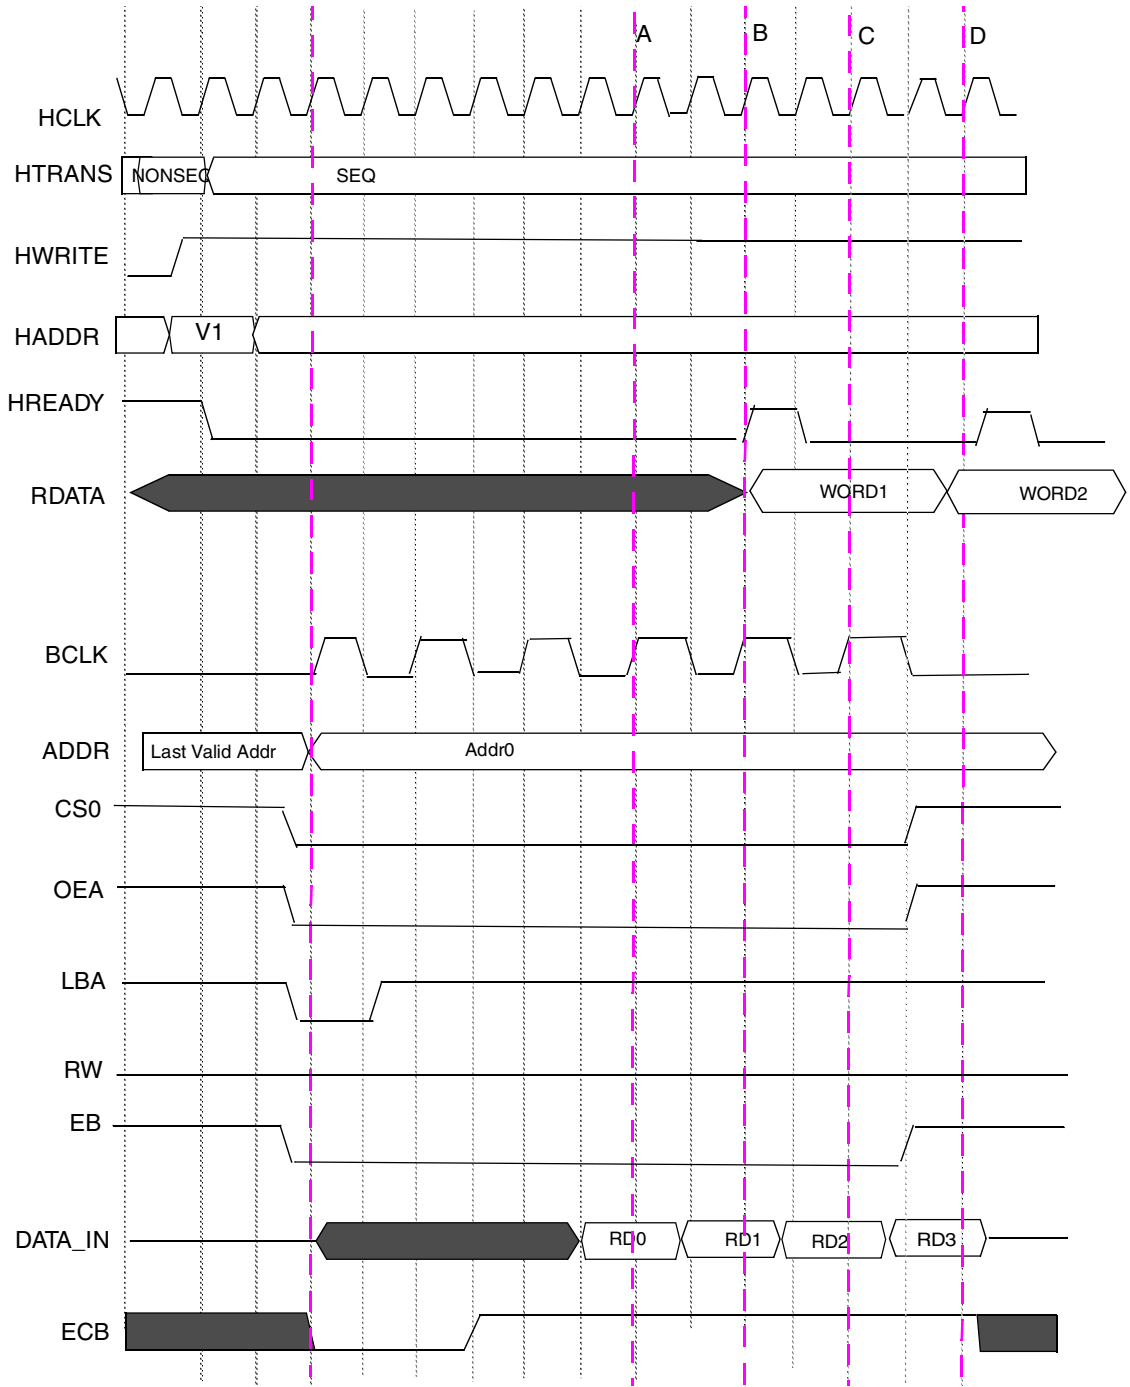 A B C D
HCLK
HTRANS NONSEQ SEQ
HWRITE
HADDR V1
HREADY
RDATA WORD1 WORD2
BCLK
ADDR Last Valid Addr Addr0
CS0
OEA
LBA
RW
EB
DATA_IN RD0 RD1 RD2 RD3
ECB